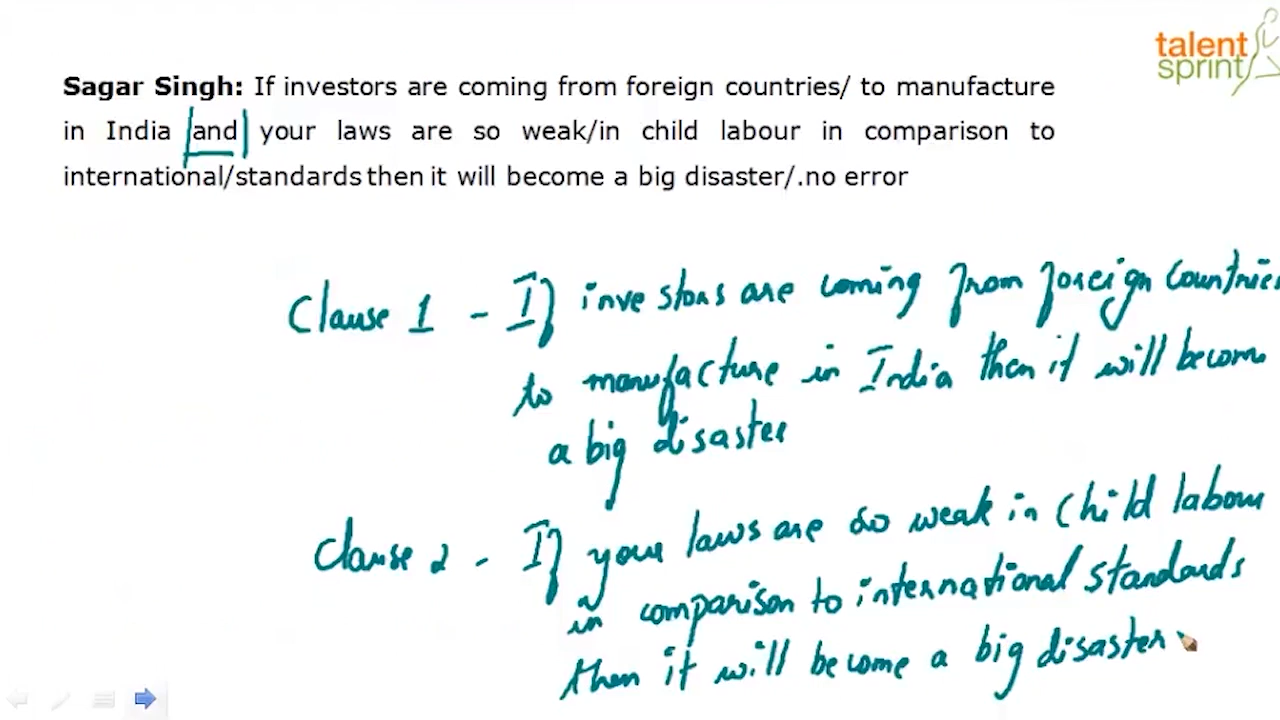 talent
sprint
Sagar Singh: If investors are coming from foreign countries/ to manufacture
in India and your laws are so weak/in child labour in comparison to
international/standards then it will become a big disaster/.no error
Clause 1 - If investors are coming from foreign countries
to manufacture in India then it will become
a big disaster
Clause 2 - If your laws are so weak in child labour
in comparison to international standards
then it will become a big disaster